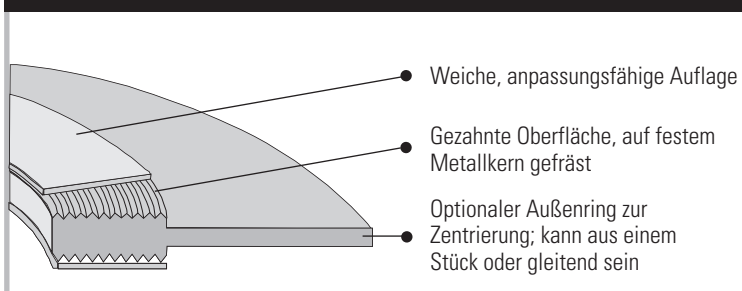 Weiche, anpassungsfähige Auflage
Gezahnte Oberfläche, auf festem
Metallkern gefräst
Optionaler Außenring zur
Zentrierung; kann aus einem
Stück oder gleitend sein